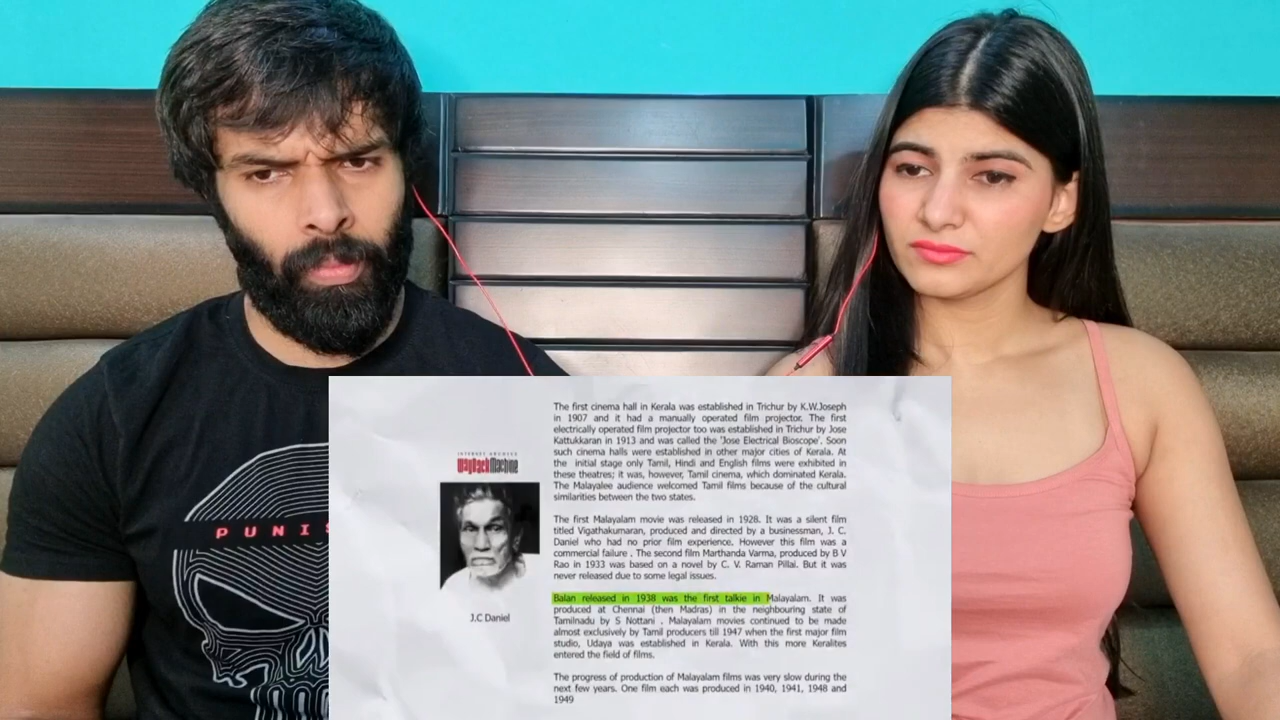 The first cinema hall in Kerala was established in Trichur by K.W.Joseph
in 1907 and it had a manually operated film projector. The first
electrically operated film projector too was established in Trichur by Jose
Kattukkaran in 1913 and was called the 'Jose Electrical Bioscope'. Soon
such cinema halls were established in other major cities of Kerala. At
the initial stage only Tamil, Hindi and English films were exhibited in
these theatres; it was, however, Tamil cinema, which dominated Kerala.
The Malayalee audience welcomed Tamil films because of the cultural
similarities between the two states.
INTERNET ARCHIVE
WayBackMachine
The first Malayalam movie was released in 1928. It was a silent film
titled Vigathakumaran, produced and directed by a businessman, J. C.
Daniel who had no prior film experience. However this film was a
commercial failure . The second film Marthanda Varma, produced by B V
Rao in 1933 was based on a novel by C. V. Raman Pillai. But it was
never released due to some legal issues.
PUNIS
Balan released in 1938 was the first talkie in Malayalam. It was
produced at Chennai (then Madras) in the neighbouring state of
Tamilnadu by S Nottani . Malayalam movies continued to be made
almost exclusively by Tamil producers till 1947 when the first major film
studio, Udaya was established in Kerala. With this more Keralites
entered the field of films.
J.C Daniel
The progress of production of Malayalam films was very slow during the
next few years. One film each was produced in 1940, 1941, 1948 and
1949